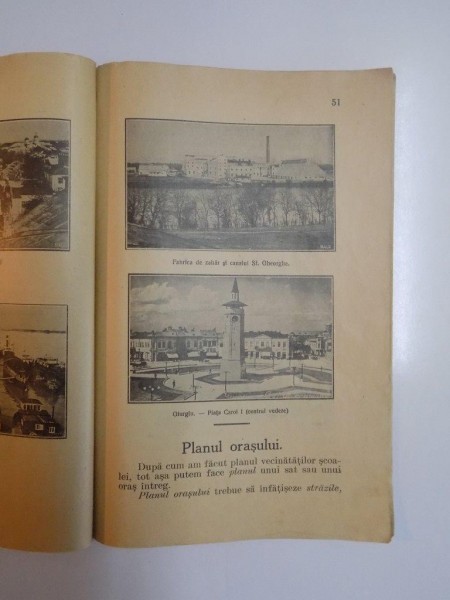 51
Fabrica de zahăr și canalul Sf. Gheorghe.
Giurgiu. — Piața Carol I (centrul vederc)
Planul orașului.
După cum am făcut planul vecinătăților școa-
lei, tot așa putem face planul unui sat sau unui
oraș întreg.
Planul orașului trebue să înfățișeze străzile,